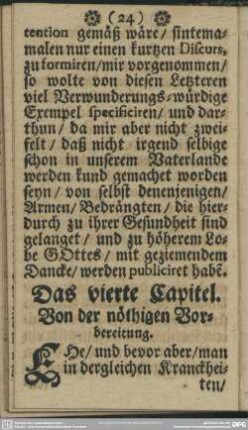 (24)
tention gemäß wäre / sintema-
malen nur einen kurtzen Discurs,
zu formiren / mir vorgenommen /
so wolte von diesen Letzteren
viel Verwunderungs-würdige
Exempel specificiren / und dar-
thun / da mir aber nicht zwei-
felt / daß nicht irgend selbige
schon in unserem Vaterlande
werden kund gemachet worden
seyn / von selbst denenjenigen /
Armen / Bedrängten / die hier-
durch zu ihrer Gesundheit sind
gelanget / und zu höherem Lo-
be GOttes / mit geziemendem
Dancke / werden publiciret habē.
Das vierte Capitel.
Von der nöthigen Vor-
bereitung.
EHe / und bevor aber / man
in dergleichen Kranckhei-
ten /